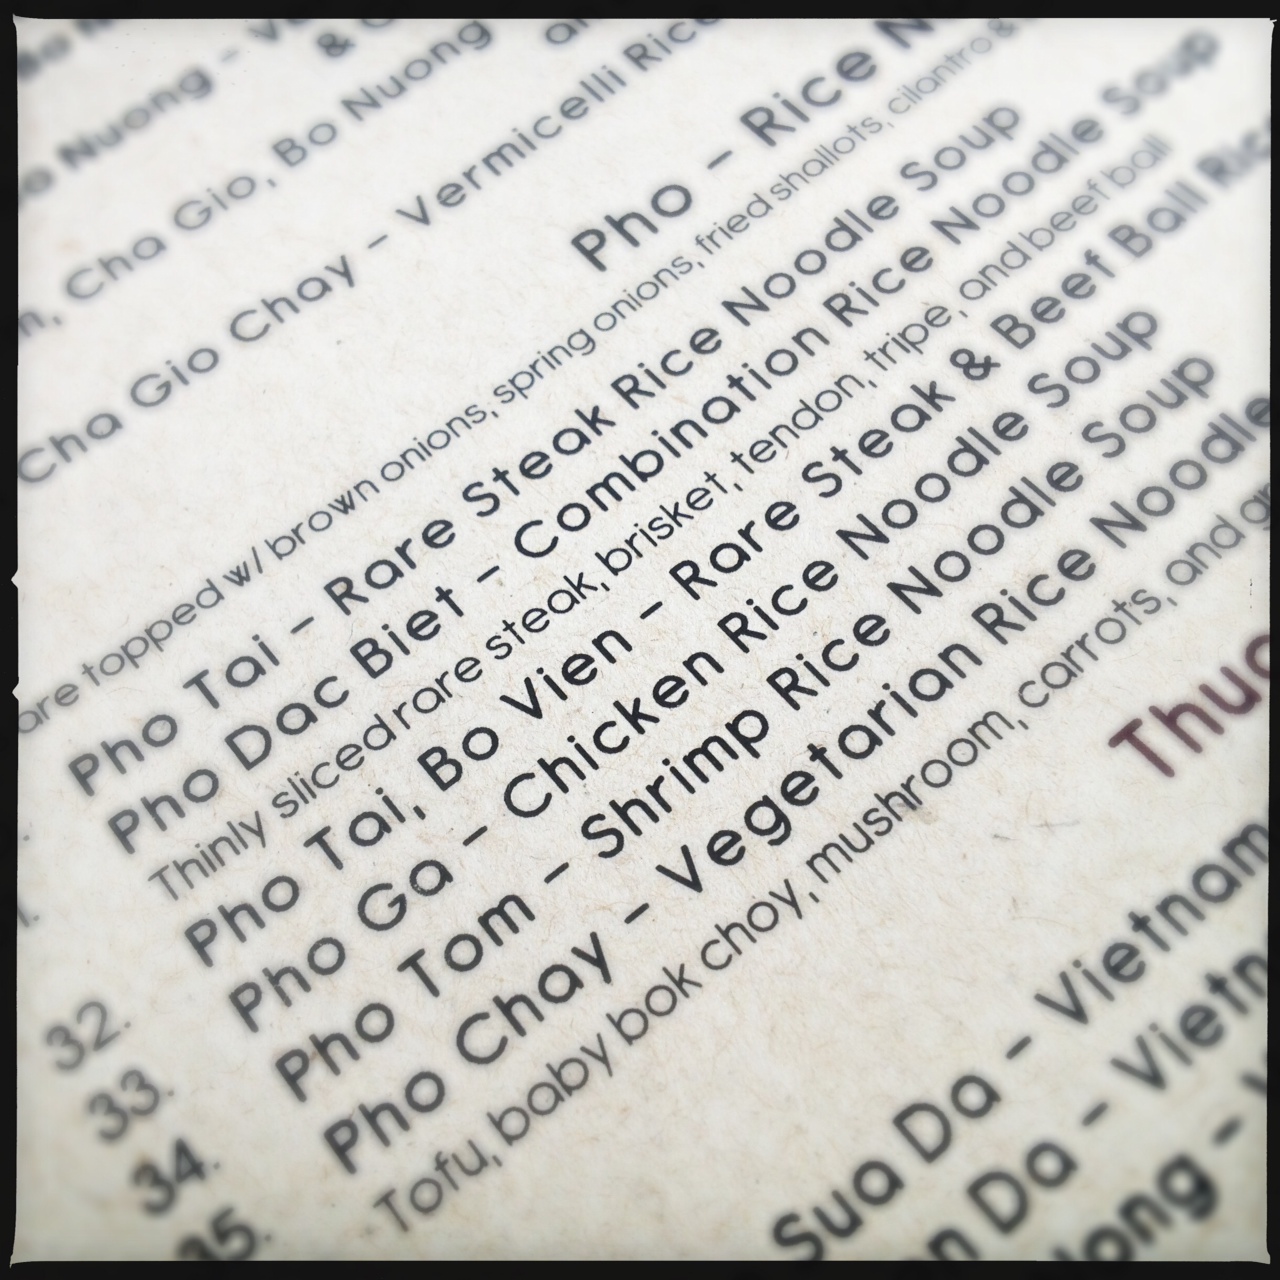 & 
Nuong -
Cha Gio, Bo Nuong
Cha Gio Chay - Vermicelli Rice
Pho - Rice
are topped w/ brown onions, spring onions, fried shallots, cilantro &
Pho Tai - Rare Steak Rice Noodle Soup
Pho Dac Biet - Combination Rice Noodle Soup
Thinly sliced rare steak, brisket, tendon, tripe, and beef ball
32. Pho Tai, Bo Vien - Rare Steak & Beef Ball Rice
33. Pho Ga - Chicken Rice Noodle Soup
34. Pho Tom - Shrimp Rice Noodle Soup
35. Pho Chay - Vegetarian Rice Noodle
Tofu, baby bok choy, mushroom, carrots, and
Sua Da - Vietnam
Da -